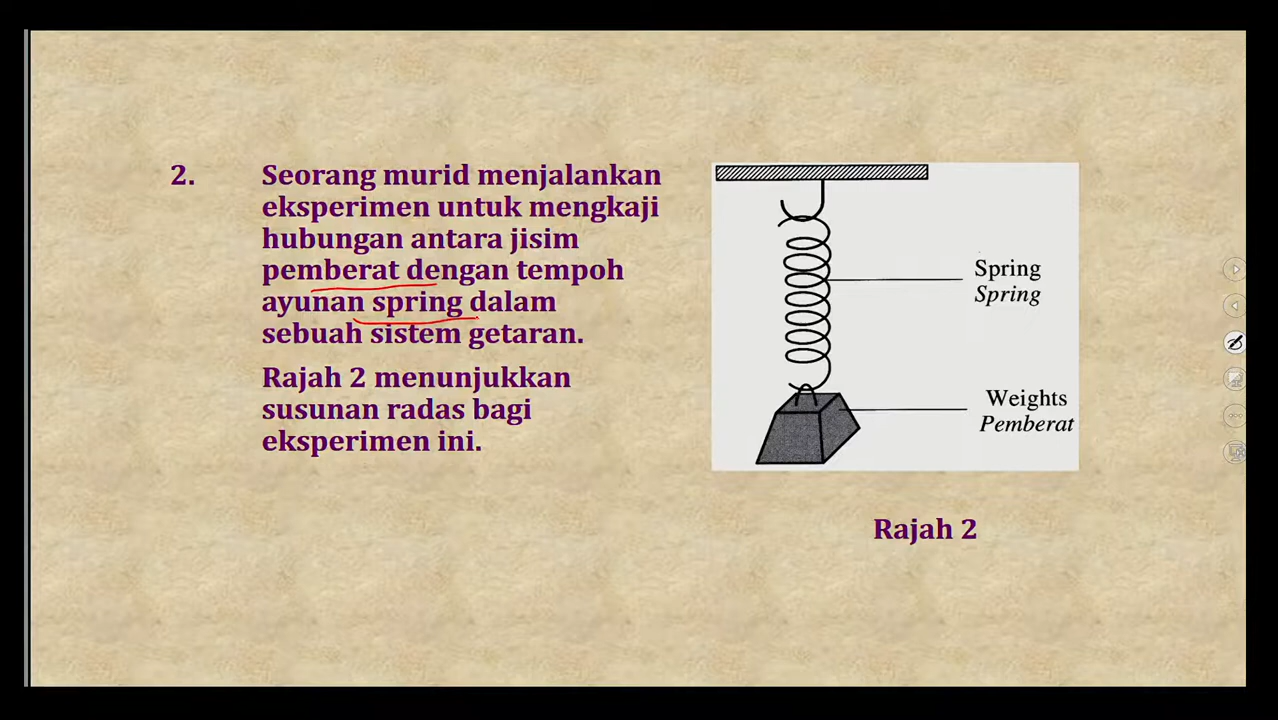 2.
Seorang murid menjalankan
eksperimen untuk mengkaji
hubungan antara jisim
pemberat dengan tempoh
ayunan spring dalam
sebuah sistem getaran.
Rajah 2 menunjukkan
susunan radas bagi
eksperimen ini.
Spring
Spring
Weights
Pemberat
Rajah 2